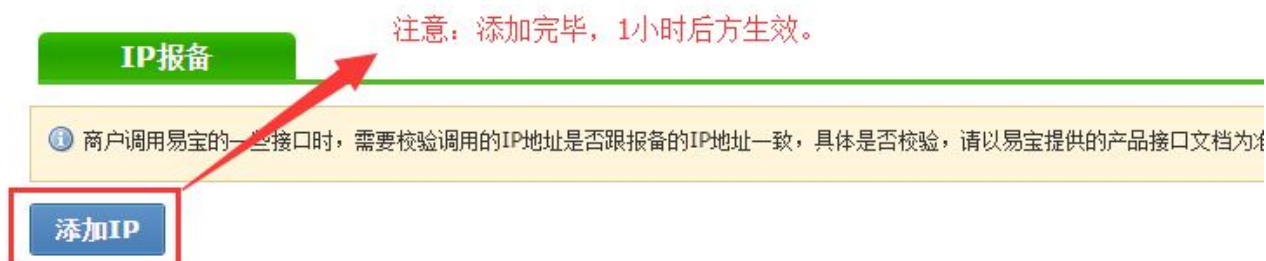 注意：添加完毕，1小时后方生效。
IP报备
商户调用易宝的一些接口时，需要校验调用的IP地址是否跟报备的IP地址一致，具体是否校验，请以易宝提供的产品接口文档为
添加IP